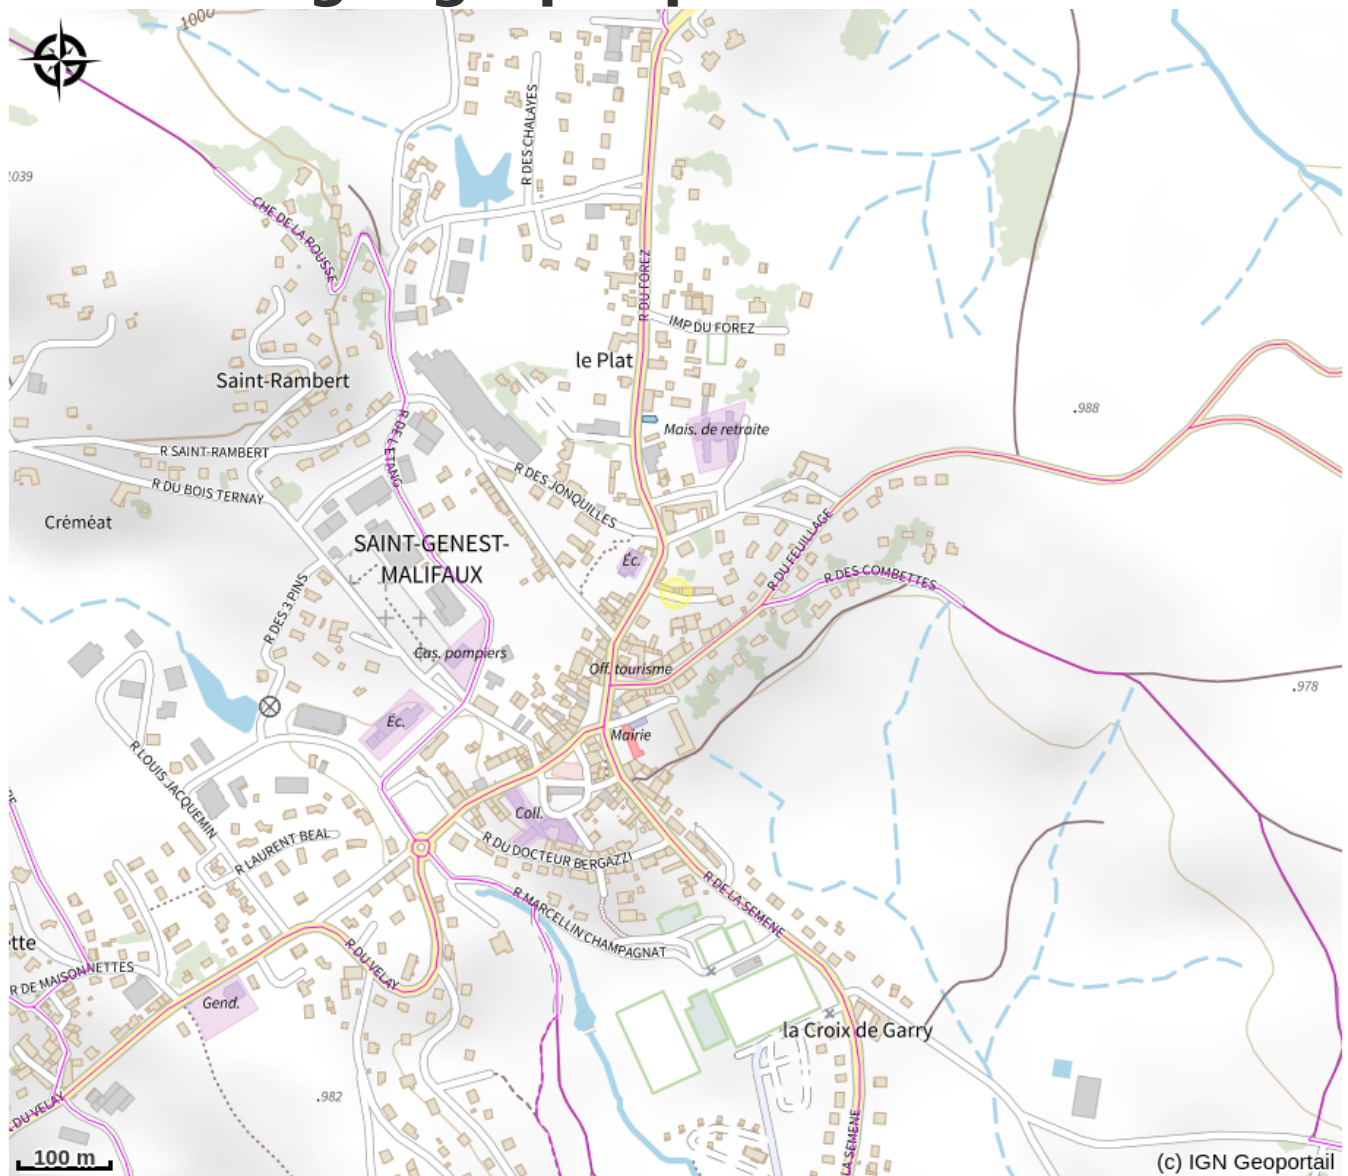 1000
1039
R DES CHALAYES
CHE DE LA ROUSSE
R DU FOREZ
IMP DU FOREZ
le Plat
Saint-Rambert
.988
R DE L'ETANG
Mais. de retraite
R SAINT-RAMBERT
R DES JONQUILLES
R DU BOIS TERNAY
Créméat
SAINT-GENEST-
MALIFAUX
Éc.
R DU FEUILLAGE
R DES COMBETTES
R DES 3 PINS
Cas. pompiers
Off. tourisme
.978
Éc.
Mairie
R LOUIS JACQUEMIN
Coll.
R LAURENT BEAL
R DU DOCTEUR BERGAZZI
R DE LA SEMENE
R MARCELLIN CHAMPAGNAT
ette
R DU VELAY
R DE MAISONNETTES
Gend.
la Croix de Garry
.982
DU VELAY
LA SEMENE
100 m
(c) IGN Geoportail